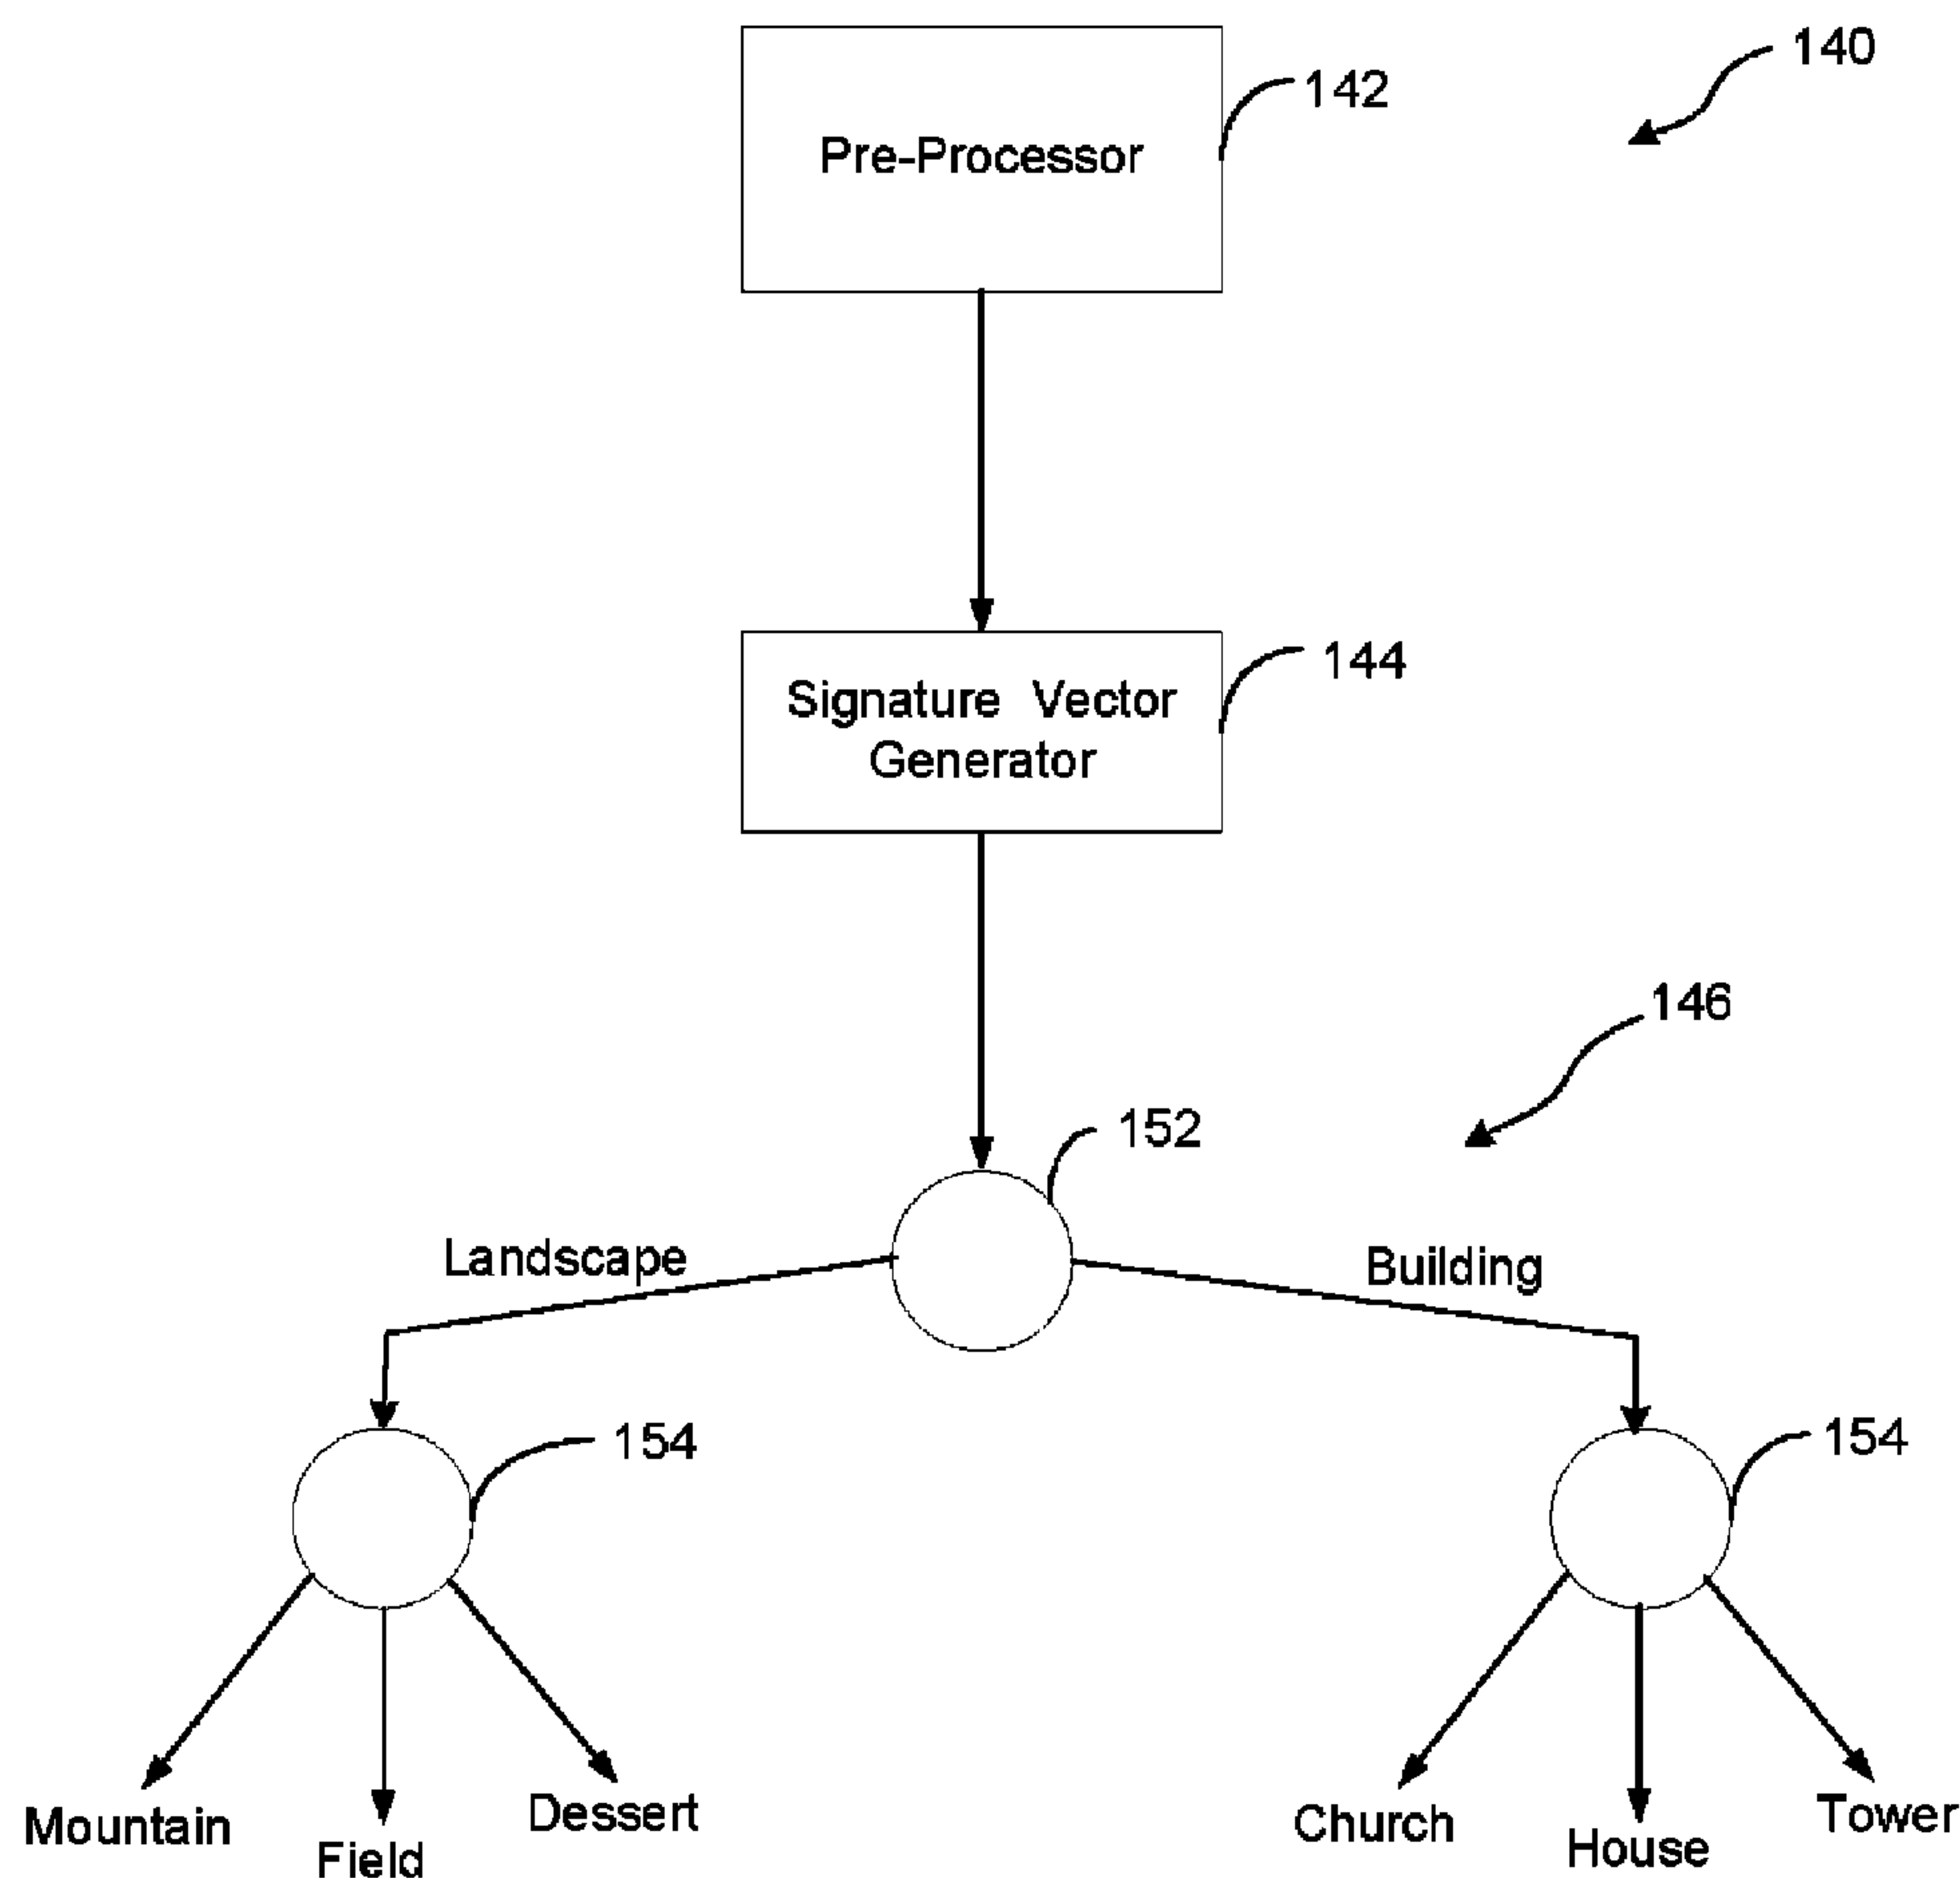 140
142
Pre-Processor
144
Signature Vector
Generator
146
152
Landscape
Building
154
154
Mountain
Field
Dessert
Church
House
Tower